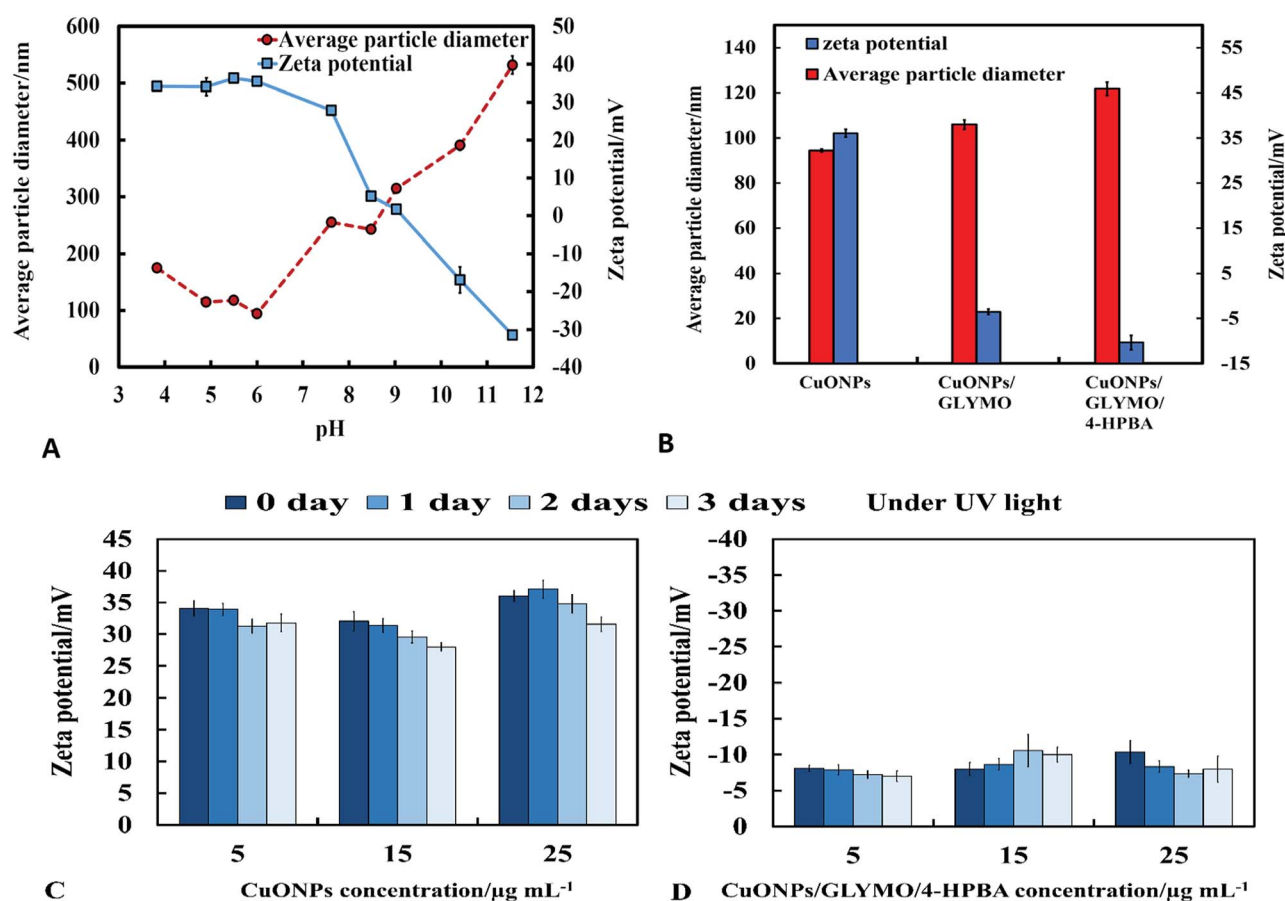 Average particle diameter/nm
600
500
400
300
200
100
0
Average particle diameter
Zeta potential
50
40
30
20
10
0
-10
-20
-30
-40
Zeta potential/mV
3 4 5 6 7 8 9 10 11 12
pH
A
Average particle diameter/nm
140
120
100
80
60
40
20
0
zeta potential
Average particle diameter
55
45
35
25
15
5
-5
-15
Zeta potential/mV
CuONPs
CuONPs/
GLYMO
CuONPs/
GLYMO/
4-HPBA
B
0 day 1 day 2 days 3 days Under UV light
Zeta potential/mV
45
40
35
30
25
20
15
10
5
0
5 15 25
C CuONPs concentration/µg mL⁻¹
Zeta potential/mV
-40
-35
-30
-25
-20
-15
-10
-5
-0
5 15 25
D CuONPs/GLYMO/4-HPBA concentration/µg mL⁻¹